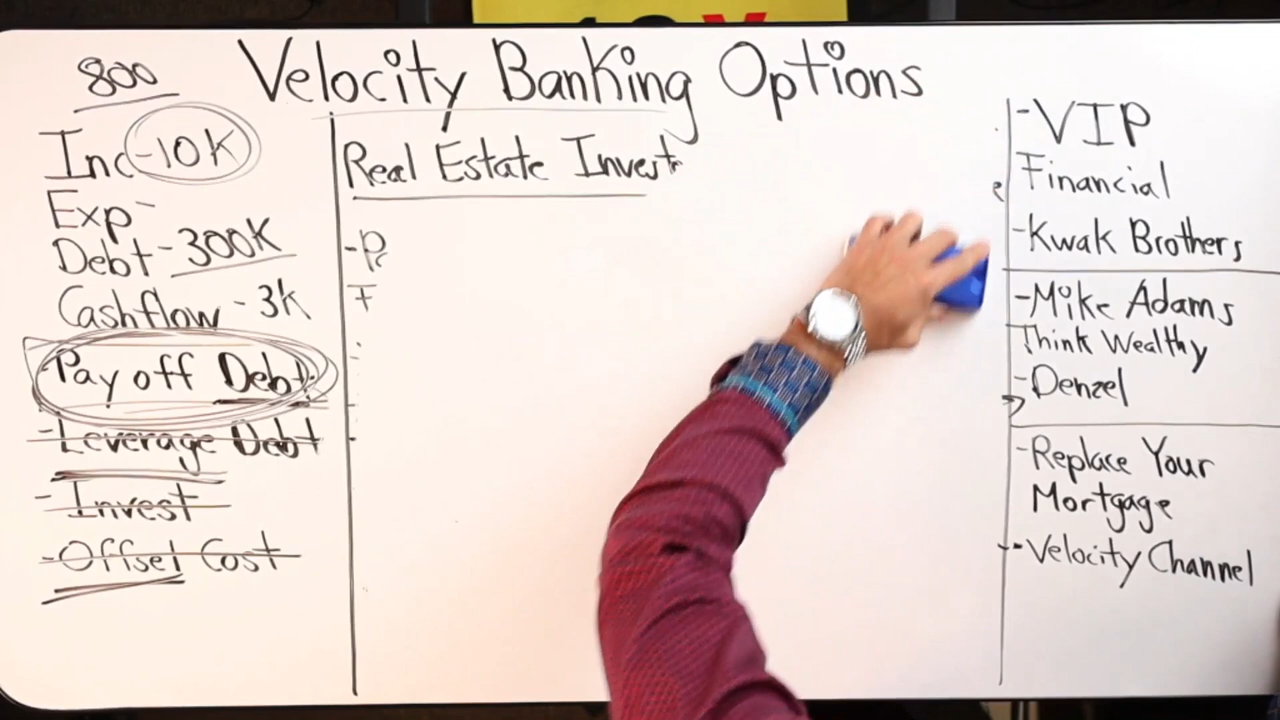 800
Velocity Banking Options
Inc-10K
Exp-
Debt-300K
Cashflow - 3K
Pay off Debt
-Leverage Debt
- Invest
-Offset Cost
Real Estate Invest
-VIP
Financial
-Kwak Brothers
-Mike Adams
Think Wealthy
-Denzel
-Replace Your
Mortgage
-Velocity Channel